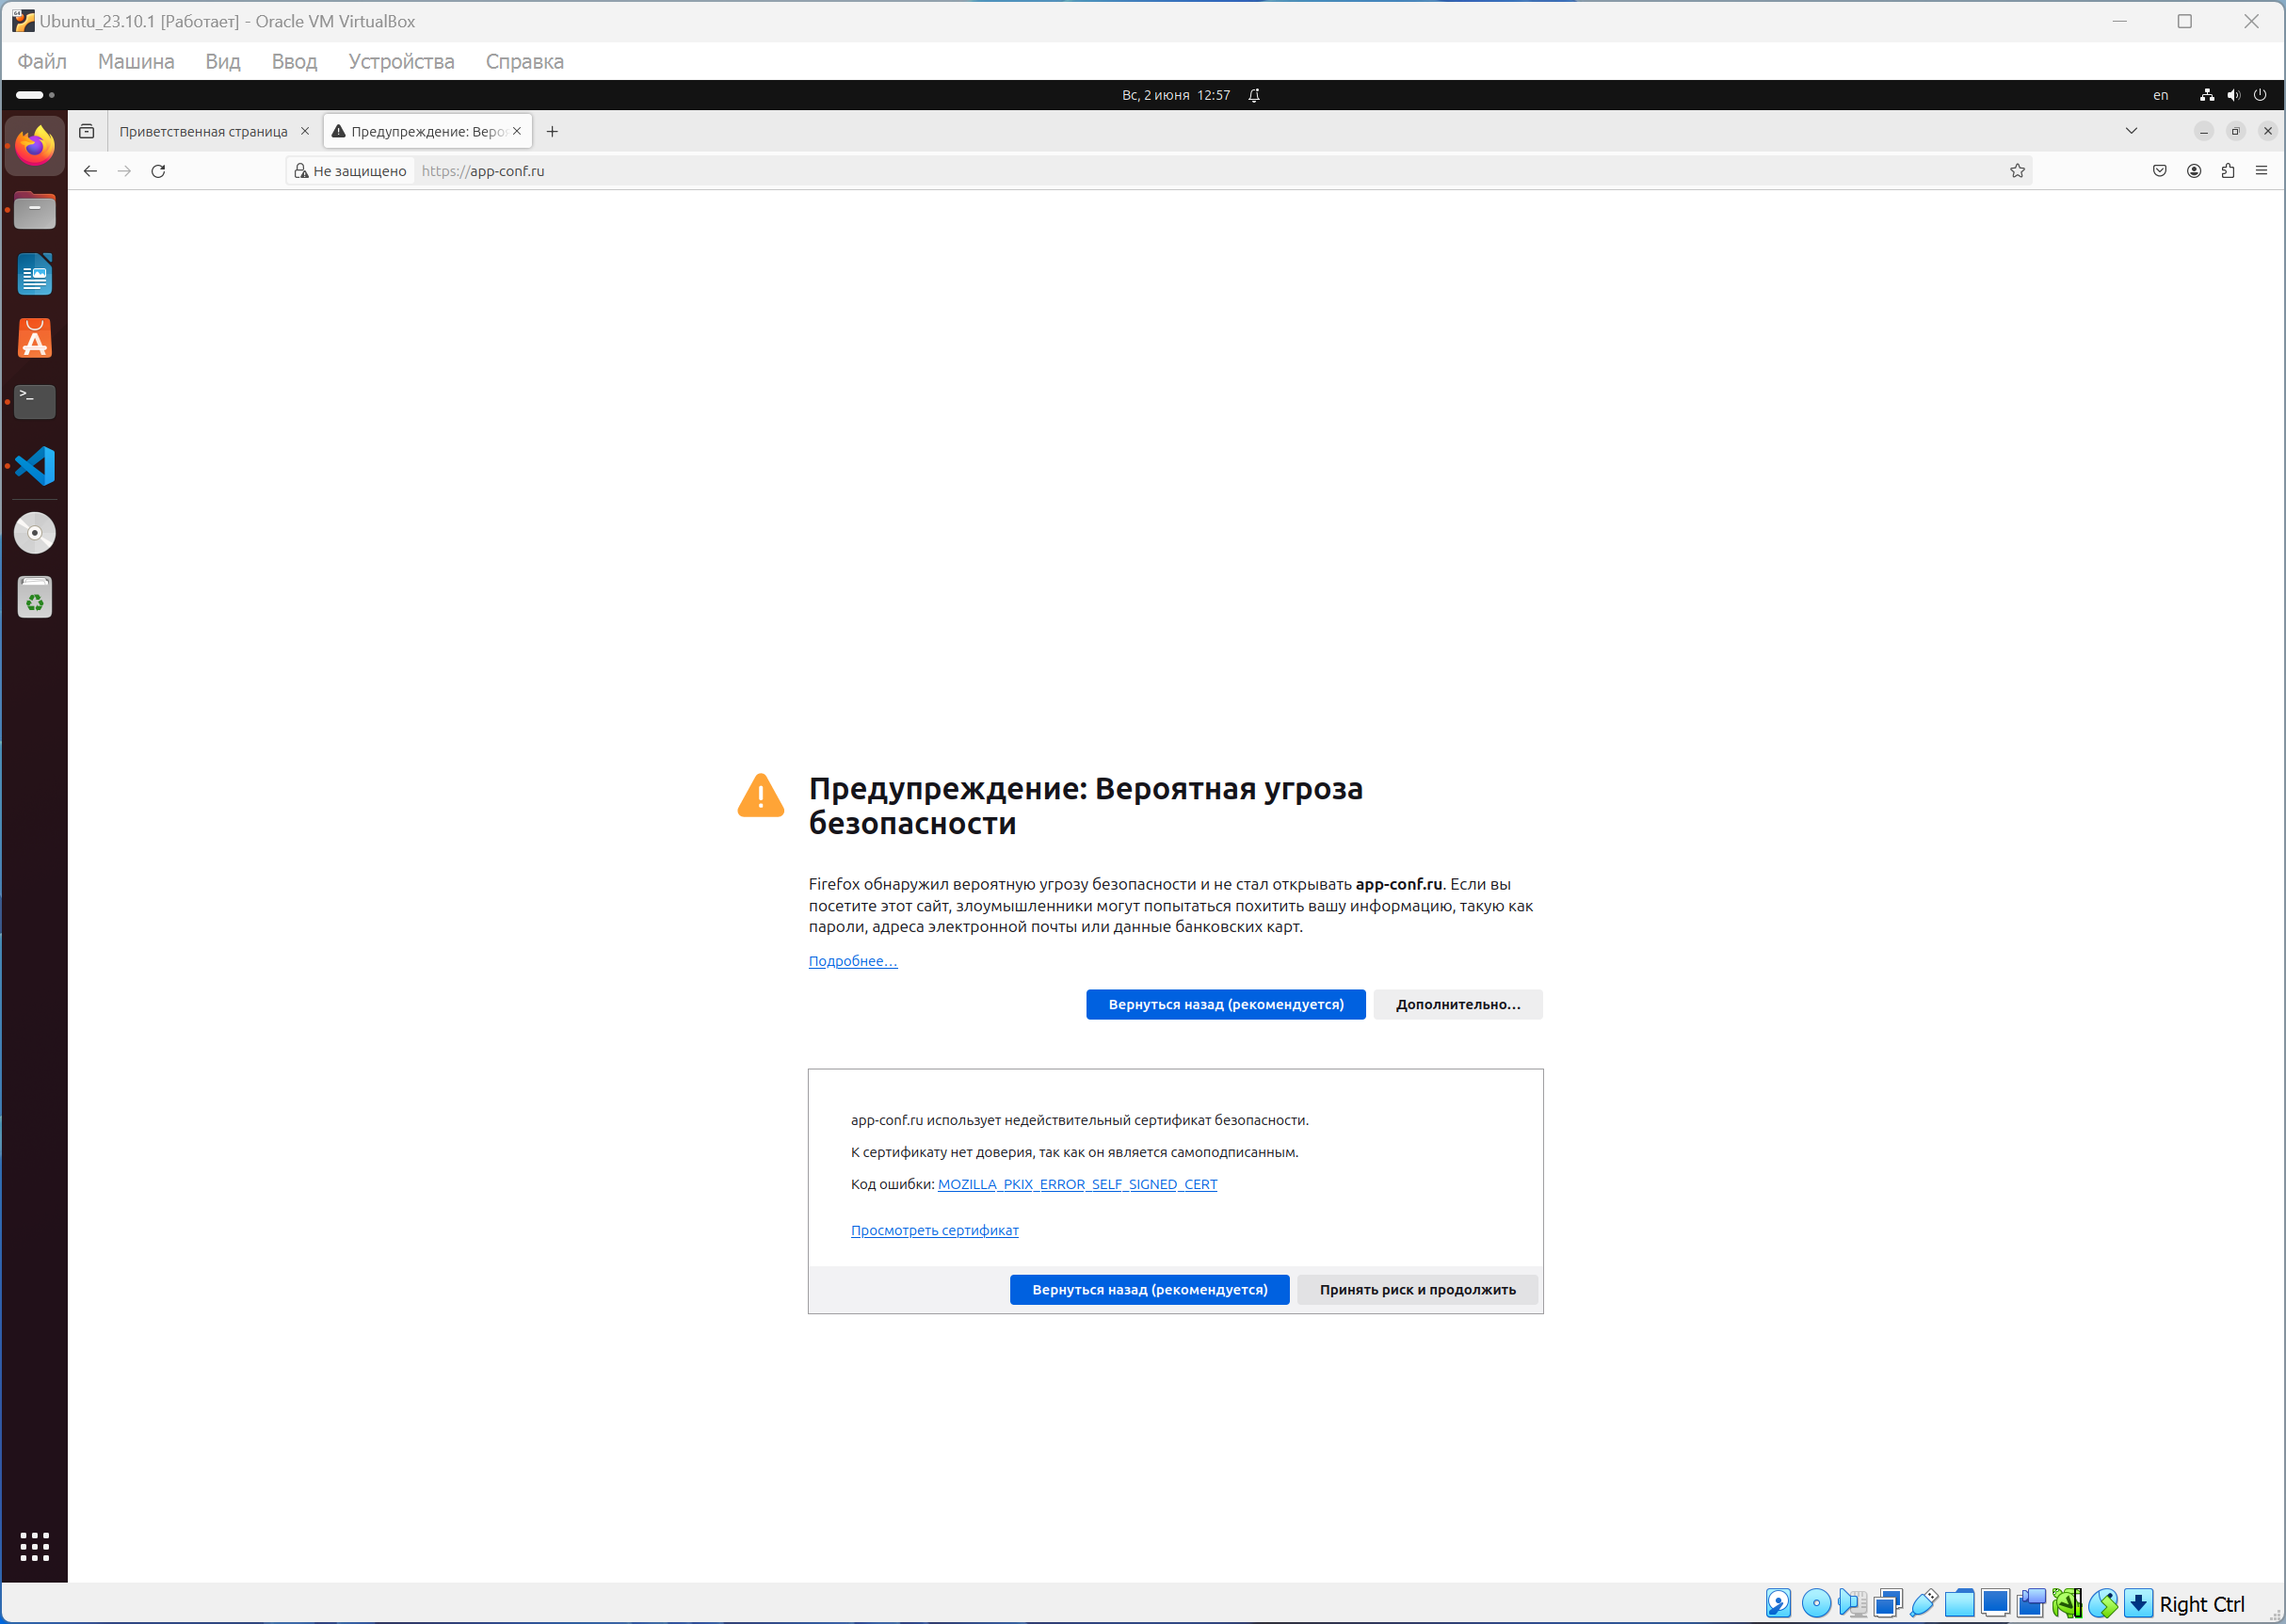 Ubuntu_23.10.1 [Работает] - Oracle VM VirtualBox
Файл Машина Вид Ввод Устройства Справка
Вс, 2 июня 12:57
en
Приветственная страница
Предупреждение: Веро
Не защищено https://app-conf.ru
Предупреждение: Вероятная угроза
безопасности
Firefox обнаружил вероятную угрозу безопасности и не стал открывать app-conf.ru. Если вы
посетите этот сайт, злоумышленники могут попытаться похитить вашу информацию, такую как
пароли, адреса электронной почты или данные банковских карт.
Подробнее…
Вернуться назад (рекомендуется) Дополнительно…
app-conf.ru использует недействительный сертификат безопасности.
К сертификату нет доверия, так как он является самоподписанным.
Код ошибки: MOZILLA_PKIX_ERROR_SELF_SIGNED_CERT
Просмотреть сертификат
Вернуться назад (рекомендуется) Принять риск и продолжить
Right Ctrl